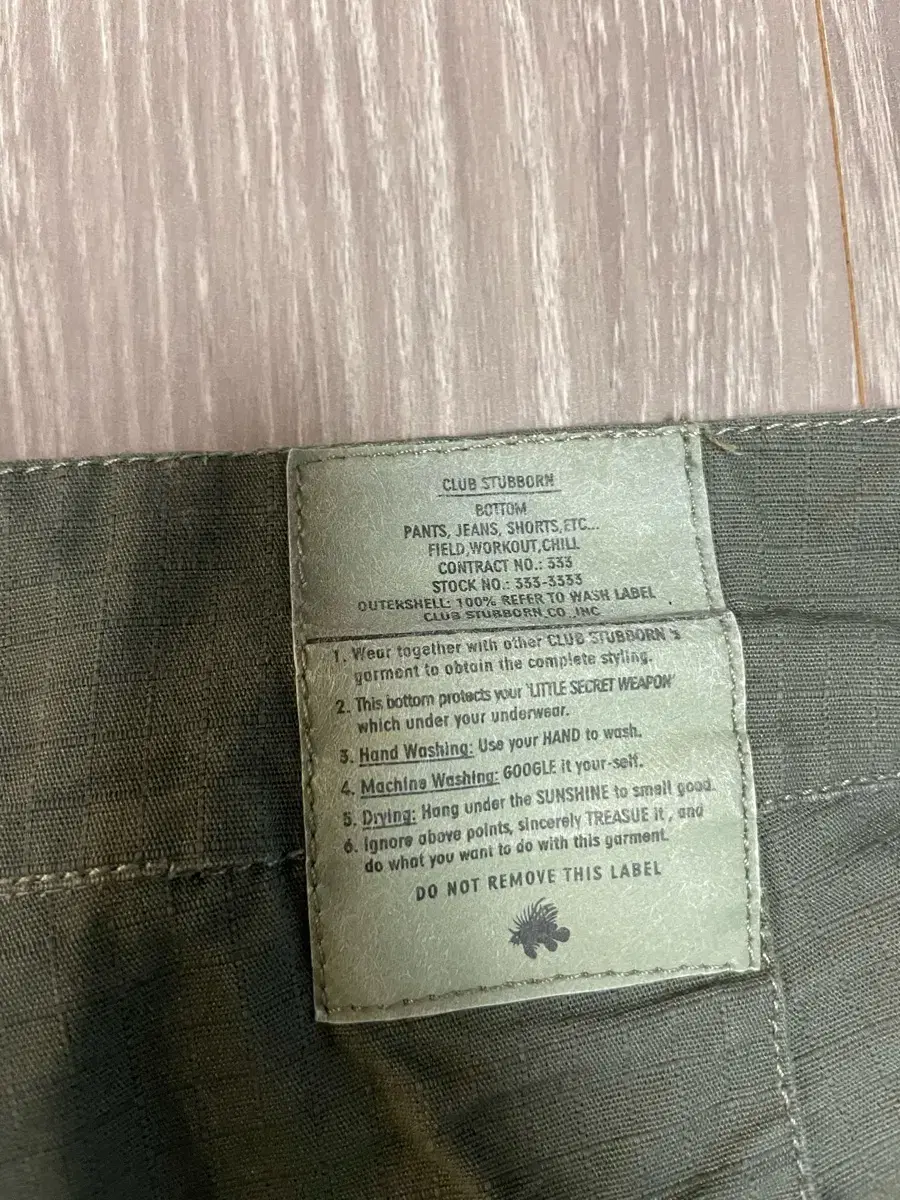 CLUB STUBBORN
BOTTOM
PANTS, JEANS, SHORTS,ETC...
FIELD,WORKOUT,CHILL
CONTRACT NO.: 333
STOCK NO.: 333-3333
OUTERSHELL: 100% REFER TO WASH LABEL
CLUB STUBBORN CO. INC
1. Wear together with other CLUB STUBBORN 's
garment to obtain the complete styling.
2. This bottom protects your 'LITTLE SECRET WEAPON'
which under your underwear.
3. Hand Washing: Use your HAND to wash.
4. Machine Washing: GOOGLE it your-self.
5. Drying: Hang under the SUNSHINE to smell good.
6. Ignore above points, sincerely TREASUE it , and
do what you want to do with this garment.
DO NOT REMOVE THIS LABEL